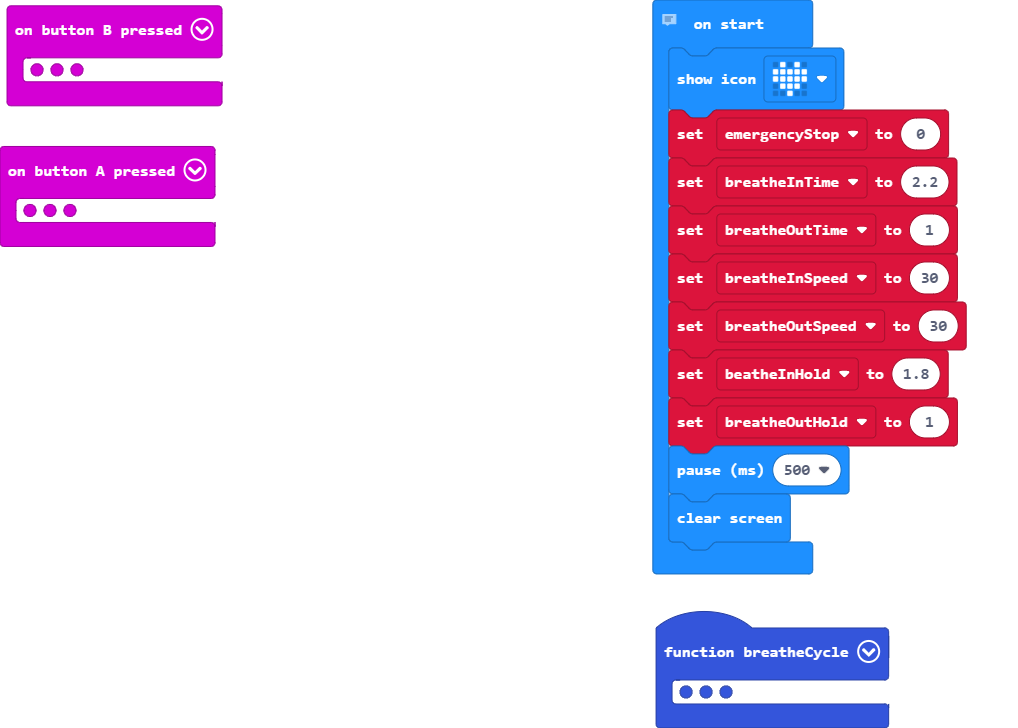 on button B pressed
on button A pressed
on start
show icon
set emergencyStop to 0
set breatheInTime to 2.2
set breatheOutTime to 1
set breatheInSpeed to 30
set breatheOutSpeed to 30
set beatheInHold to 1.8
set breatheOutHold to 1
pause (ms) 500
clear screen
function breatheCycle